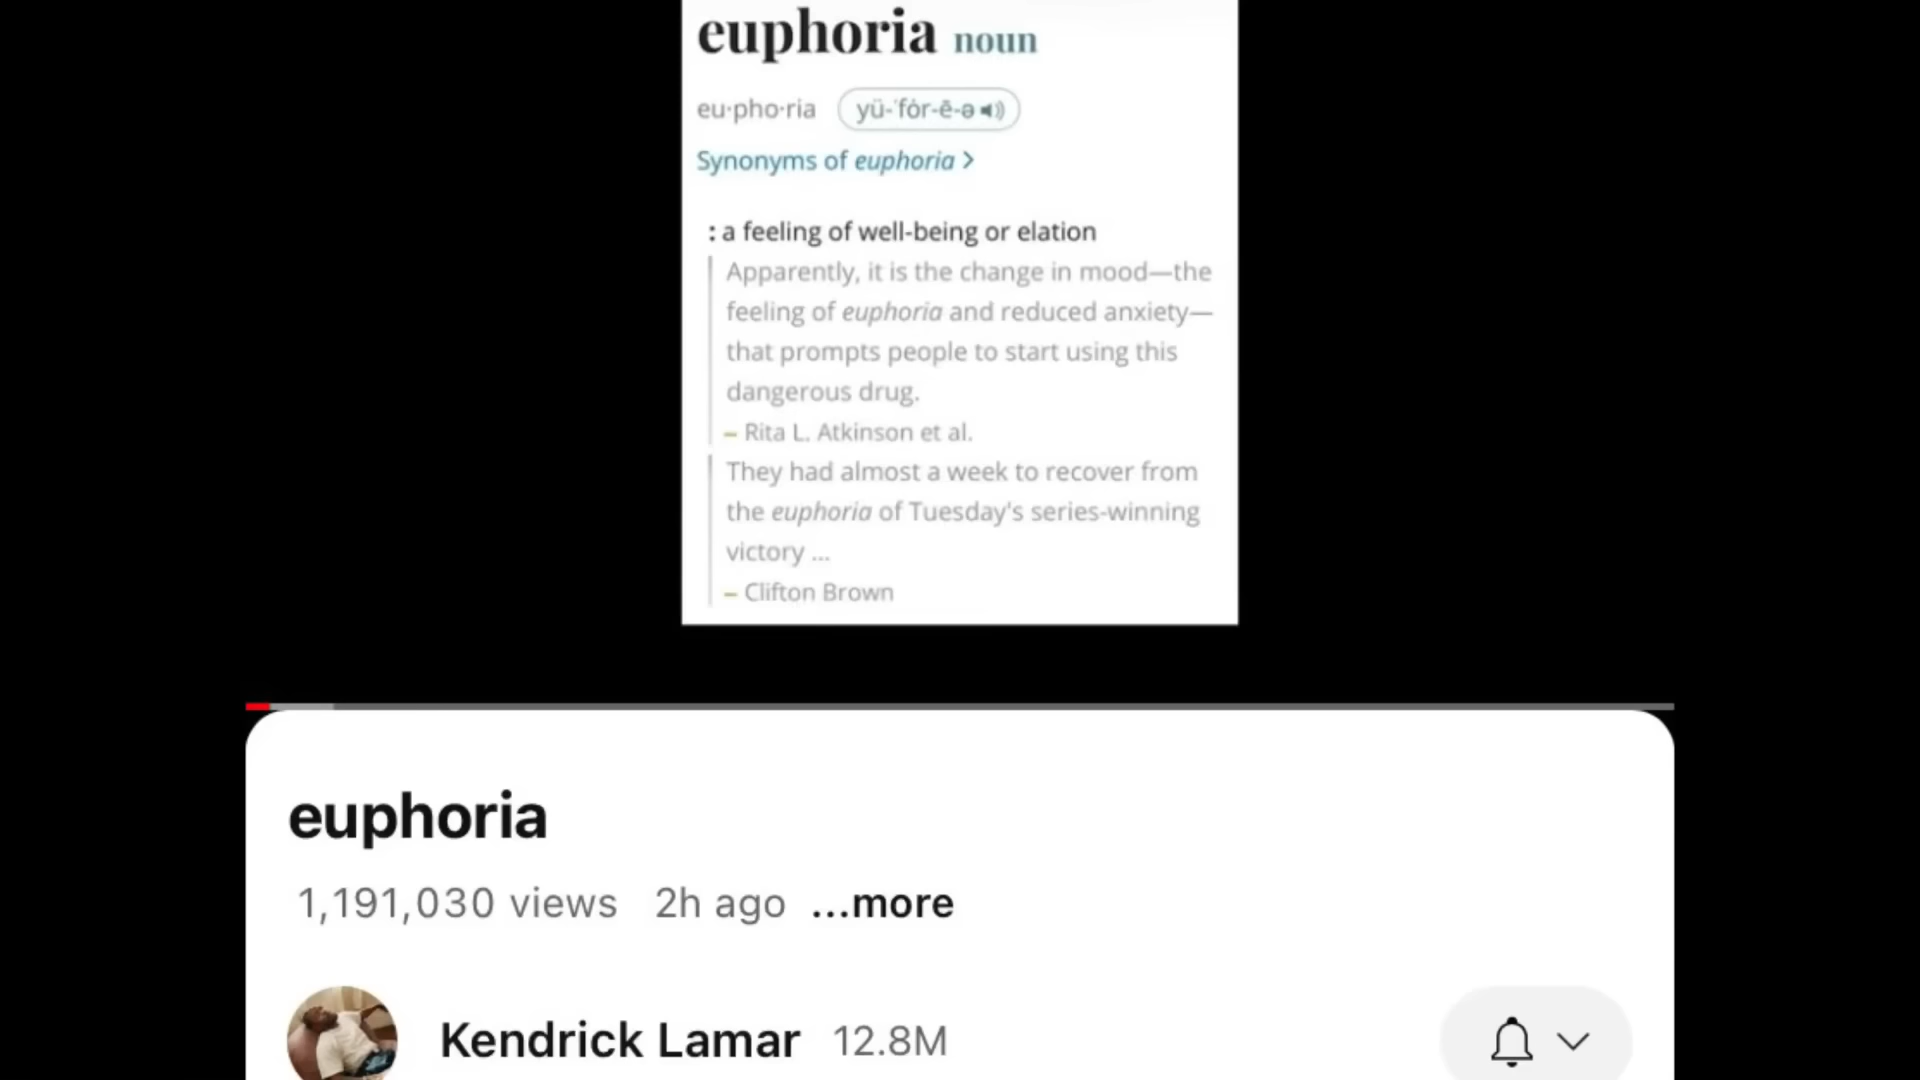 euphoria noun
eu·pho·ria yü-ˈfȯr-ē-ə
Synonyms of euphoria >
: a feeling of well-being or elation
Apparently, it is the change in mood—the
feeling of euphoria and reduced anxiety—
that prompts people to start using this
dangerous drug.
– Rita L. Atkinson et al.
They had almost a week to recover from
the euphoria of Tuesday's series-winning
victory ...
– Clifton Brown
euphoria
1,191,030 views 2h ago ...more
Kendrick Lamar 12.8M